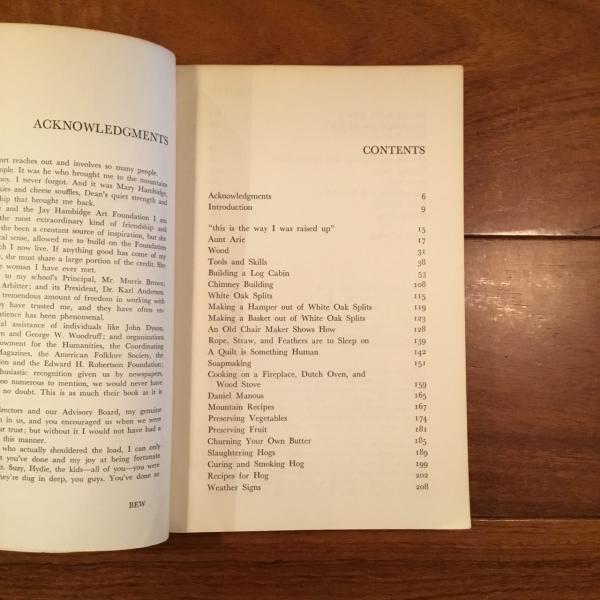 ACKNOWLEDGMENTS
art reaches out and involves so many people.
It was he who brought me to the mountains
boy. I never forgot. And it was Mary Hambidge,
and cheese souffles, Dean's quiet strength and
that brought me back.
and the Jay Hambidge Art Foundation I am
the most extraordinary kind of friendship and
she been a constant source of inspiration, but she
sense, allowed me to build on the Foundation
I now live. If anything good has come of my
she must share a large portion of the credit. She
woman I have ever met.
to my school's Principal, Mr. Morris Brown;
Arbitter; and its President, Dr. Karl Anderson.
tremendous amount of freedom in working with
have trusted me, and they have often
has been phenomenal.
assistance of individuals like John Dyson,
and George W. Woodruff; and organizations
for the Humanities, the Coordinating
Magazines, the American Folklore Society, the
and the Edward H. Robertson Foundation;
recognition given us by newspapers,
too numerous to mention, we would never have
no doubt. This is as much their book as it is
and our Advisory Board, my genuine
in us, and you encouraged us when we were
trust; but without it I would not have had a
this manner.
who actually shouldered the load, I can only
you've done and my joy at being fortunate
Suzy, Hydie, the kids—all of you—you were
they're dug in deep, you guys. You've done so
BEW
CONTENTS
Acknowledgments 6
Introduction 9
"this is the way I was raised up" 15
Aunt Arie 17
Wood 31
Tools and Skills 38
Building a Log Cabin 53
Chimney Building 108
White Oak Splits 115
Making a Hamper out of White Oak Splits 119
Making a Basket out of White Oak Splits 123
An Old Chair Maker Shows How 128
Rope, Straw, and Feathers are to Sleep on 139
A Quilt is Something Human 142
Soapmaking 151
Cooking on a Fireplace, Dutch Oven, and
Wood Stove 159
Daniel Manous 165
Mountain Recipes 167
Preserving Vegetables 174
Preserving Fruit 181
Churning Your Own Butter 185
Slaughtering Hogs 189
Curing and Smoking Hog 199
Recipes for Hog 202
Weather Signs 208